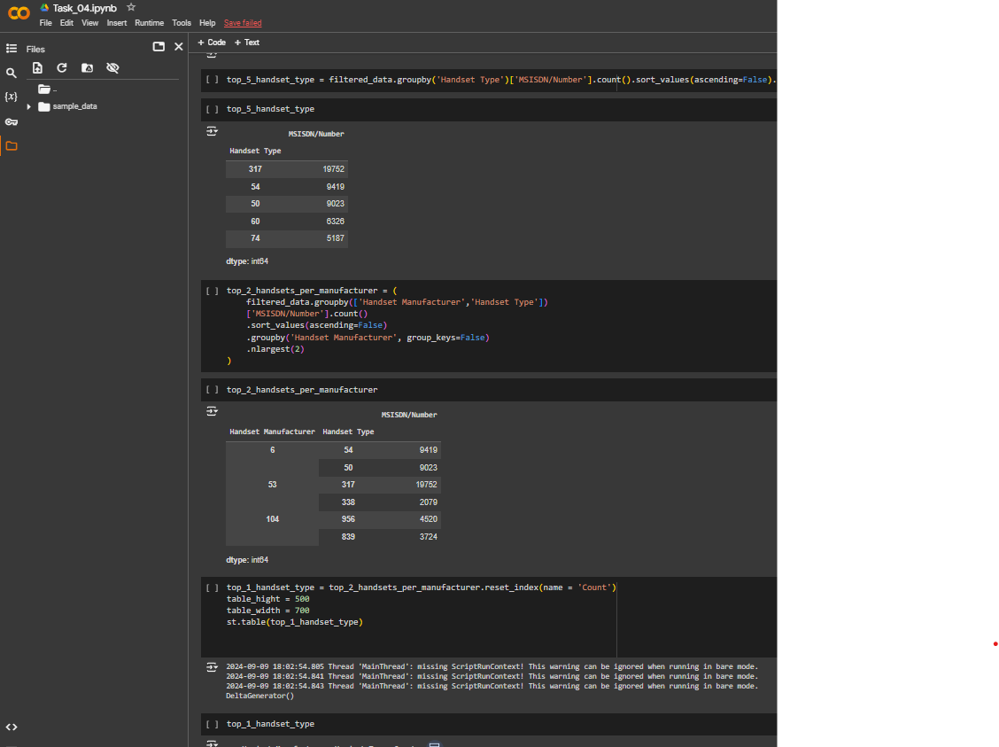 Task_04.ipynb
File Edit View Insert Runtime Tools Help Save failed
Files
+ Code + Text
..
sample_data
{x}
[ ] top_5_handset_type = filtered_data.groupby('Handset Type')['MSISDN/Number'].count().sort_values(ascending=False).
[ ] top_5_handset_type
MSISDN/Number
Handset Type
317 19752
54 9419
50 9023
60 6326
74 5187
dtype: int64
[ ] top_2_handsets_per_manufacturer = (
filtered_data.groupby(['Handset Manufacturer','Handset Type'])
['MSISDN/Number'].count()
.sort_values(ascending=False)
.groupby('Handset Manufacturer', group_keys=False)
.nlargest(2)
)
[ ] top_2_handsets_per_manufacturer
MSISDN/Number
Handset Manufacturer Handset Type
6 54 9419
50 9023
53 317 19752
338 2079
104 956 4520
839 3724
dtype: int64
[ ] top_1_handset_type = top_2_handsets_per_manufacturer.reset_index(name = 'Count')
table_hight = 500
table_width = 700
st.table(top_1_handset_type)
2024-09-09 18:02:54.805 Thread 'MainThread': missing ScriptRunContext! This warning can be ignored when running in bare mode.
2024-09-09 18:02:54.841 Thread 'MainThread': missing ScriptRunContext! This warning can be ignored when running in bare mode.
2024-09-09 18:02:54.843 Thread 'MainThread': missing ScriptRunContext! This warning can be ignored when running in bare mode.
DeltaGenerator()
[ ] top_1_handset_type